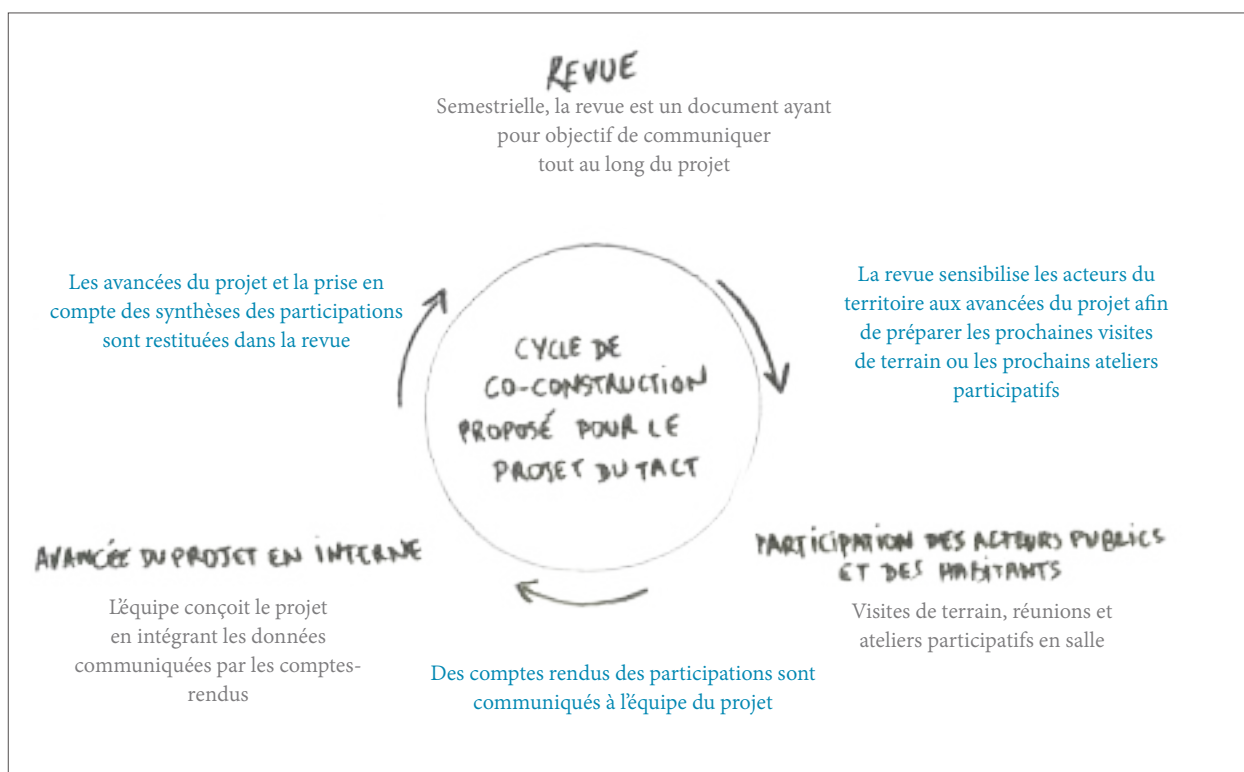 REVUE
Semestrielle, la revue est un document ayant
pour objectif de communiquer
tout au long du projet
Les avancées du projet et la prise en
compte des synthèses des participations
sont restituées dans la revue
La revue sensibilise les acteurs du
territoire aux avancées du projet afin
de préparer les prochaines visites
de terrain ou les prochains ateliers
participatifs
CYCLE DE
CO-CONSTRUCTION
PROPOSÉ POUR LE
PROJET DU TACT
AVANCÉE DU PROJET EN INTERNE
L'équipe conçoit le projet
en intégrant les données
communiquées par les comptes-
rendus
PARTICIPATION DES ACTEURS PUBLICS
ET DES HABITANTS
Visites de terrain, réunions et
ateliers participatifs en salle
Des comptes rendus des participations sont
communiqués à l'équipe du projet